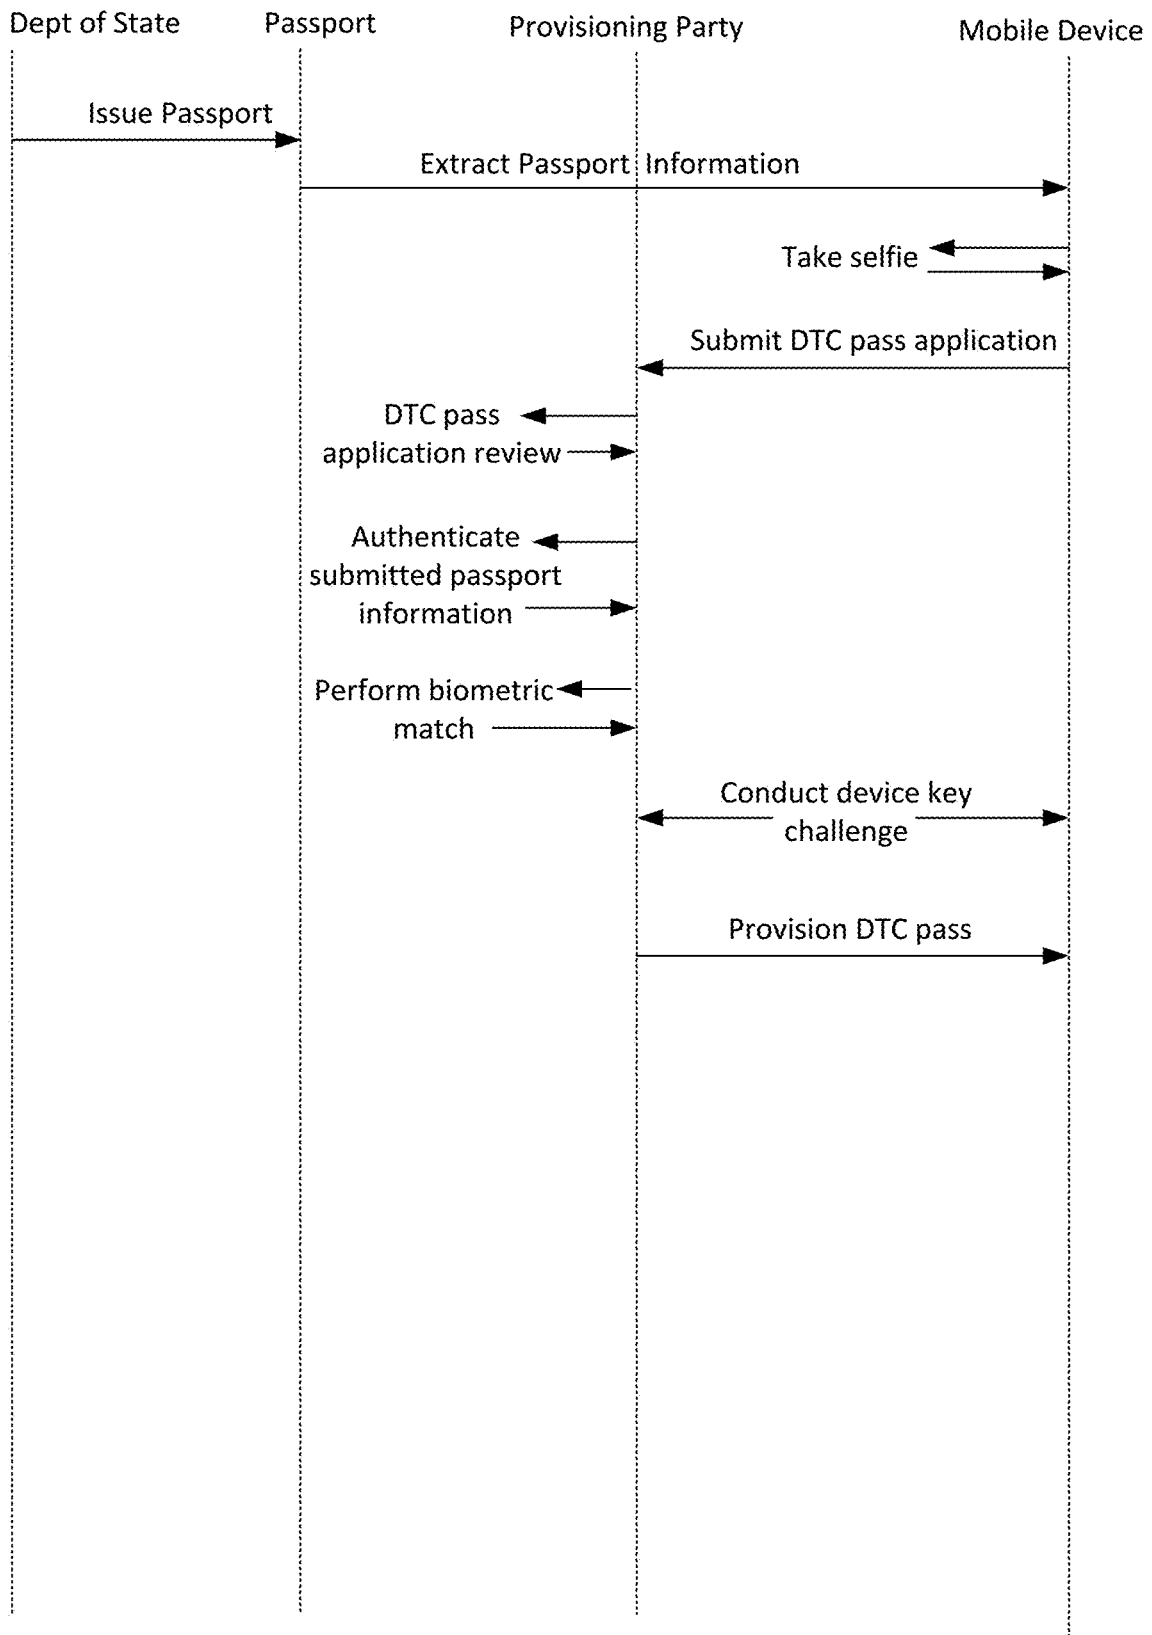 Dept of State
Passport
Provisioning Party
Mobile Device
Issue Passport
Extract Passport Information
Take selfie
Submit DTC pass application
DTC pass
application review
Authenticate
submitted passport
information
Perform biometric
match
Conduct device key
challenge
Provision DTC pass